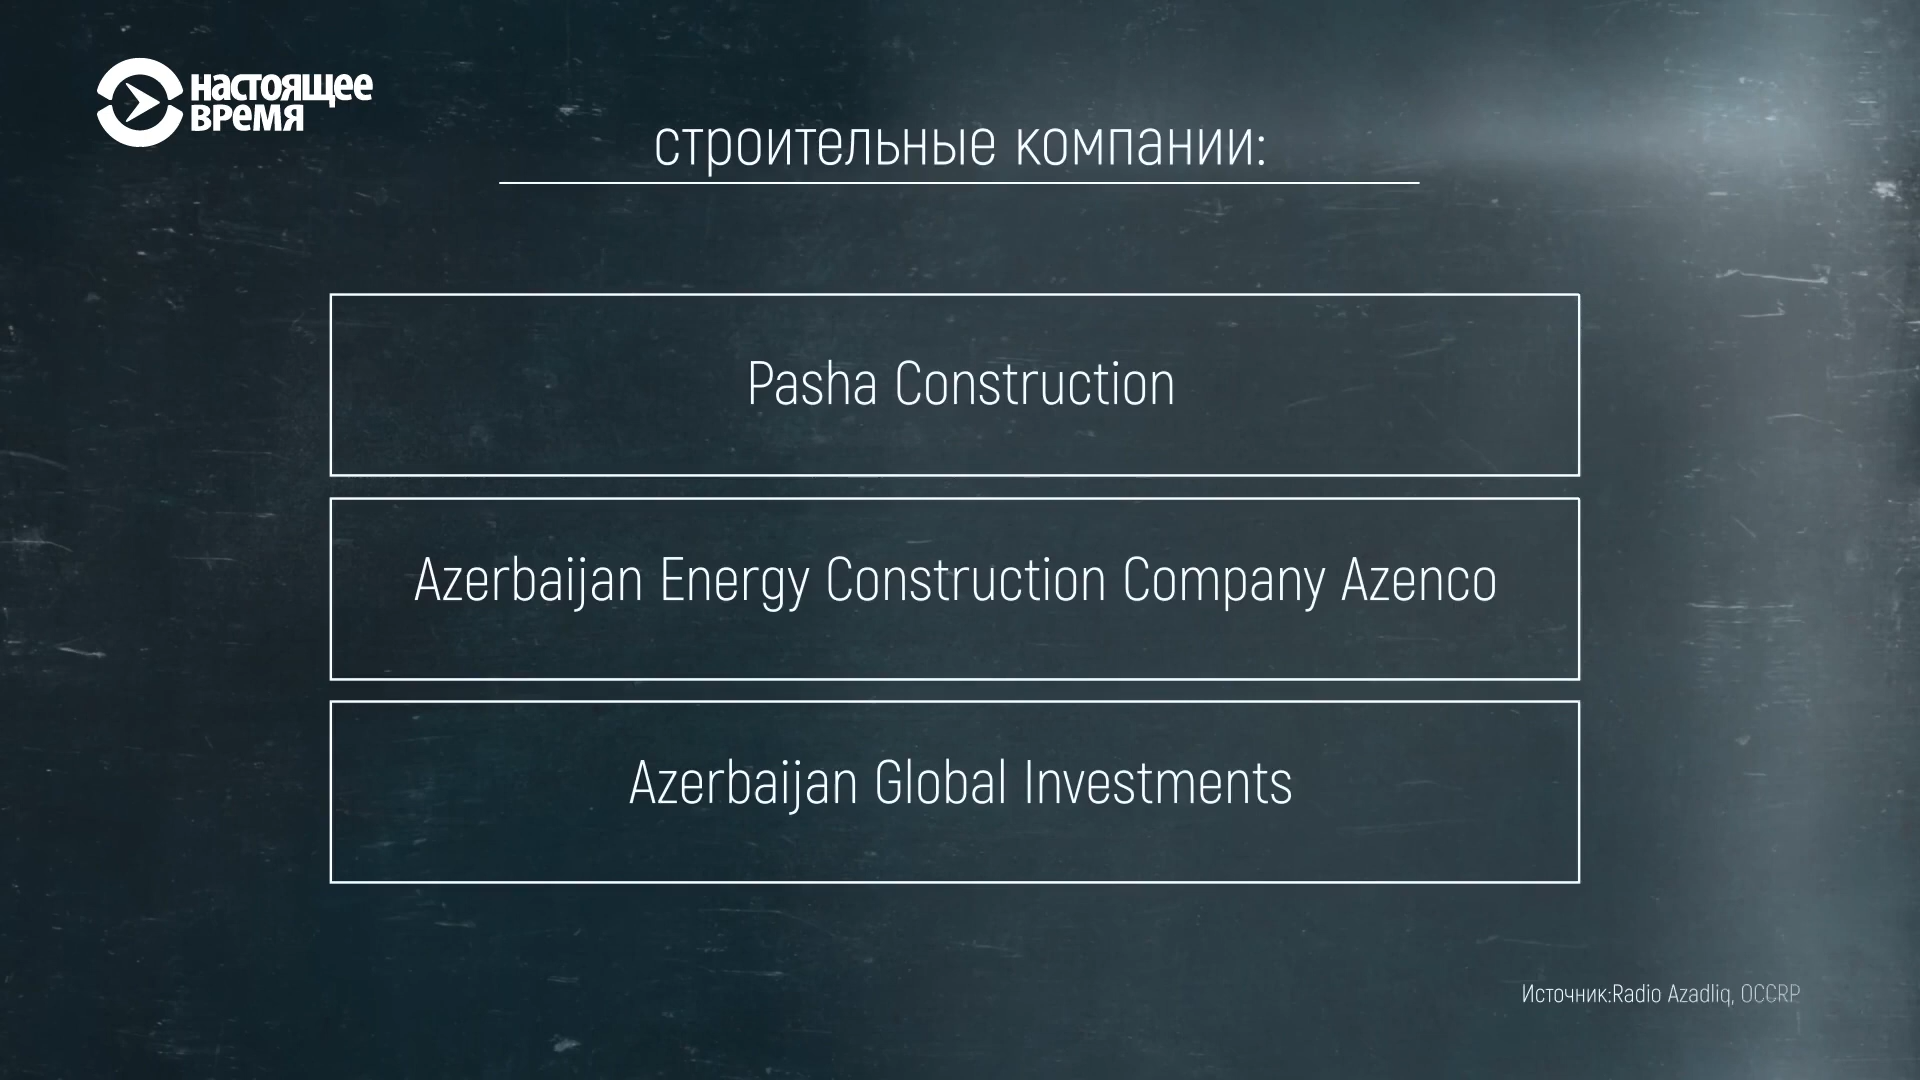 настоящее
время
строительные компании:
Pasha Construction
Azerbaijan Energy Construction Company Azenco
Azerbaijan Global Investments
Источник:Radio Azadliq, OCCRP